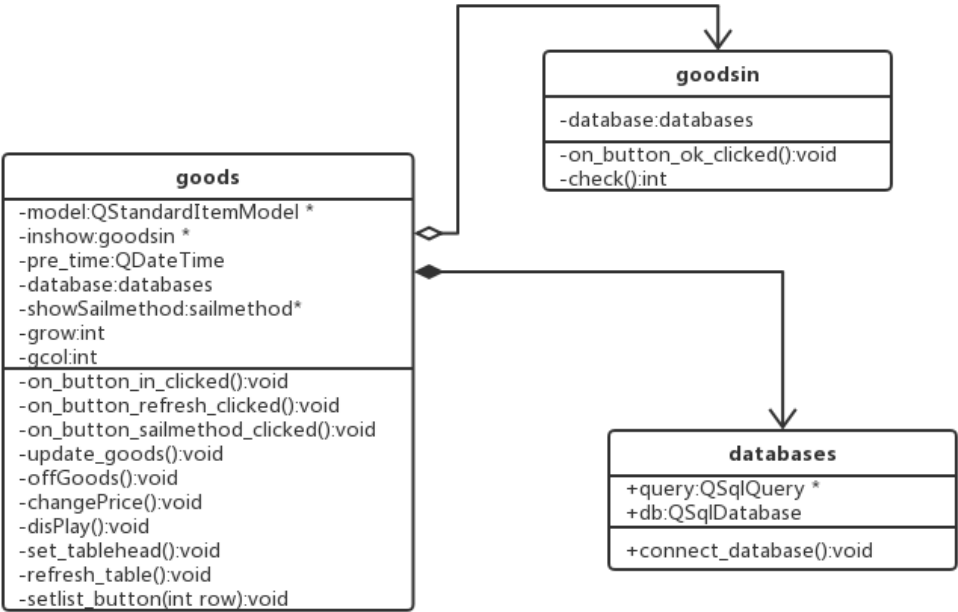 goodsin
-database:databases
-on_button_ok_clicked():void
-check():int
goods
-model:QStandardItemModel *
-inshow:goodsin *
-pre_time:QDateTime
-database:databases
-showSailmethod:sailmethod*
-grow:int
-gcol:int
-on_button_in_clicked():void
-on_button_refresh_clicked():void
-on_button_sailmethod_clicked():void
-update_goods():void
-offGoods():void
-changePrice():void
-disPlay():void
-set_tablehead():void
-refresh_table():void
-setlist_button(int row):void
databases
+query:QSqlQuery *
+db:QSqlDatabase
+connect_database():void